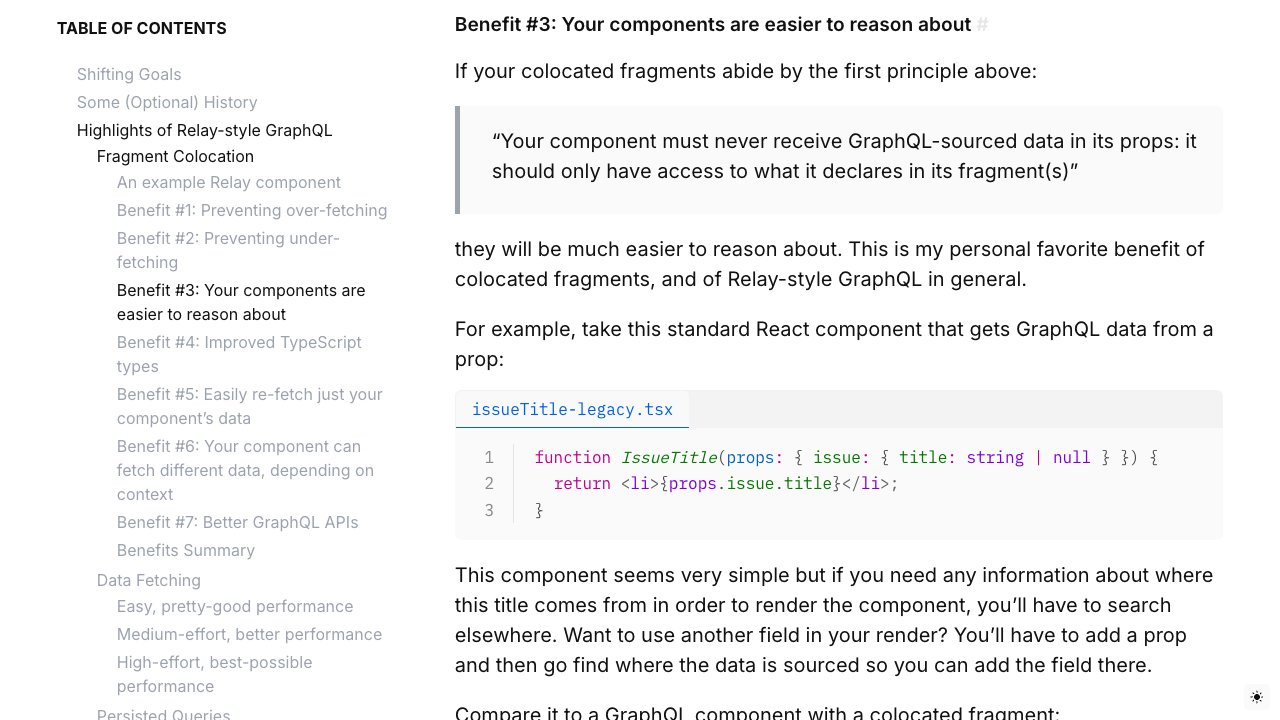 TABLE OF CONTENTS
Shifting Goals
Some (Optional) History
Highlights of Relay-style GraphQL
Fragment Colocation
An example Relay component
Benefit #1: Preventing over-fetching
Benefit #2: Preventing under-
fetching
Benefit #3: Your components are
easier to reason about
Benefit #4: Improved TypeScript
types
Benefit #5: Easily re-fetch just your
component’s data
Benefit #6: Your component can
fetch different data, depending on
context
Benefit #7: Better GraphQL APIs
Benefits Summary
Data Fetching
Easy, pretty-good performance
Medium-effort, better performance
High-effort, best-possible
performance
Persisted Queries
Benefit #3: Your components are easier to reason about #
If your colocated fragments abide by the first principle above:
“Your component must never receive GraphQL-sourced data in its props: it
should only have access to what it declares in its fragment(s)”
they will be much easier to reason about. This is my personal favorite benefit of
colocated fragments, and of Relay-style GraphQL in general.
For example, take this standard React component that gets GraphQL data from a
prop:
issueTitle-legacy.tsx
1 function IssueTitle(props: { issue: { title: string | null } }) {
2   return <li>{props.issue.title}</li>;
3 }
This component seems very simple but if you need any information about where
this title comes from in order to render the component, you’ll have to search
elsewhere. Want to use another field in your render? You’ll have to add a prop
and then go find where the data is sourced so you can add the field there.
Compare it to a GraphQL component with a colocated fragment: